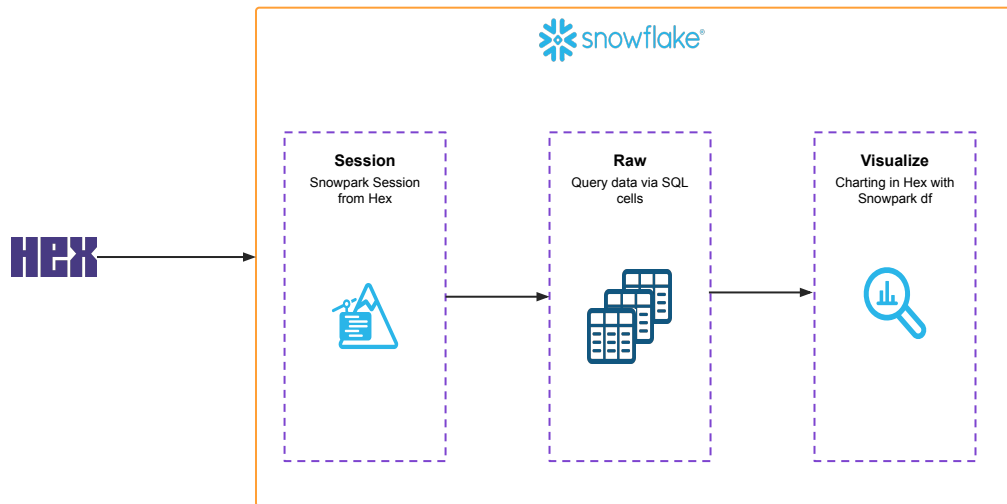 snowflake®
Session
Snowpark Session
from Hex
Raw
Query data via SQL
cells
Visualize
Charting in Hex with
Snowpark df
HEX